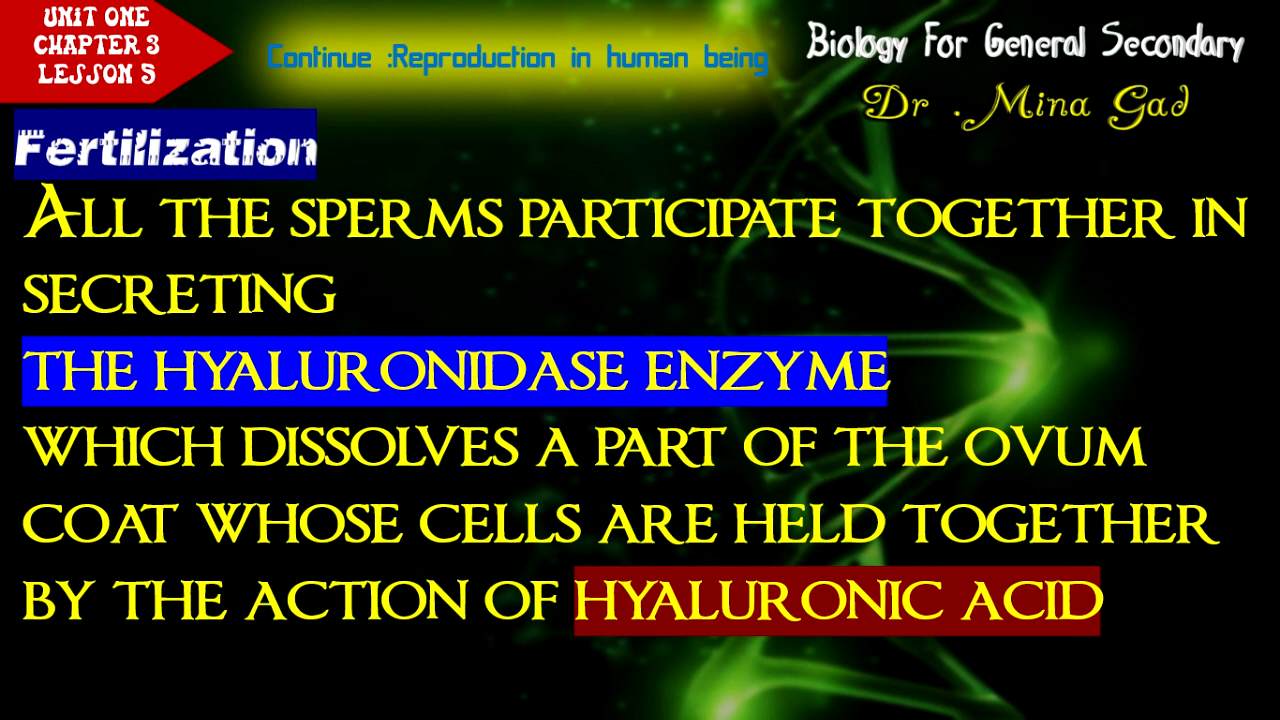 UNIT ONE
CHAPTER 3
LESSON 5
Continue :Reproduction in human being
Biology For General Secondary
Dr .Mina Gad
Fertilization
All the sperms participate together in
secreting
the hyaluronidase enzyme
which dissolves a part of the ovum
coat whose cells are held together
by the action of hyaluronic acid